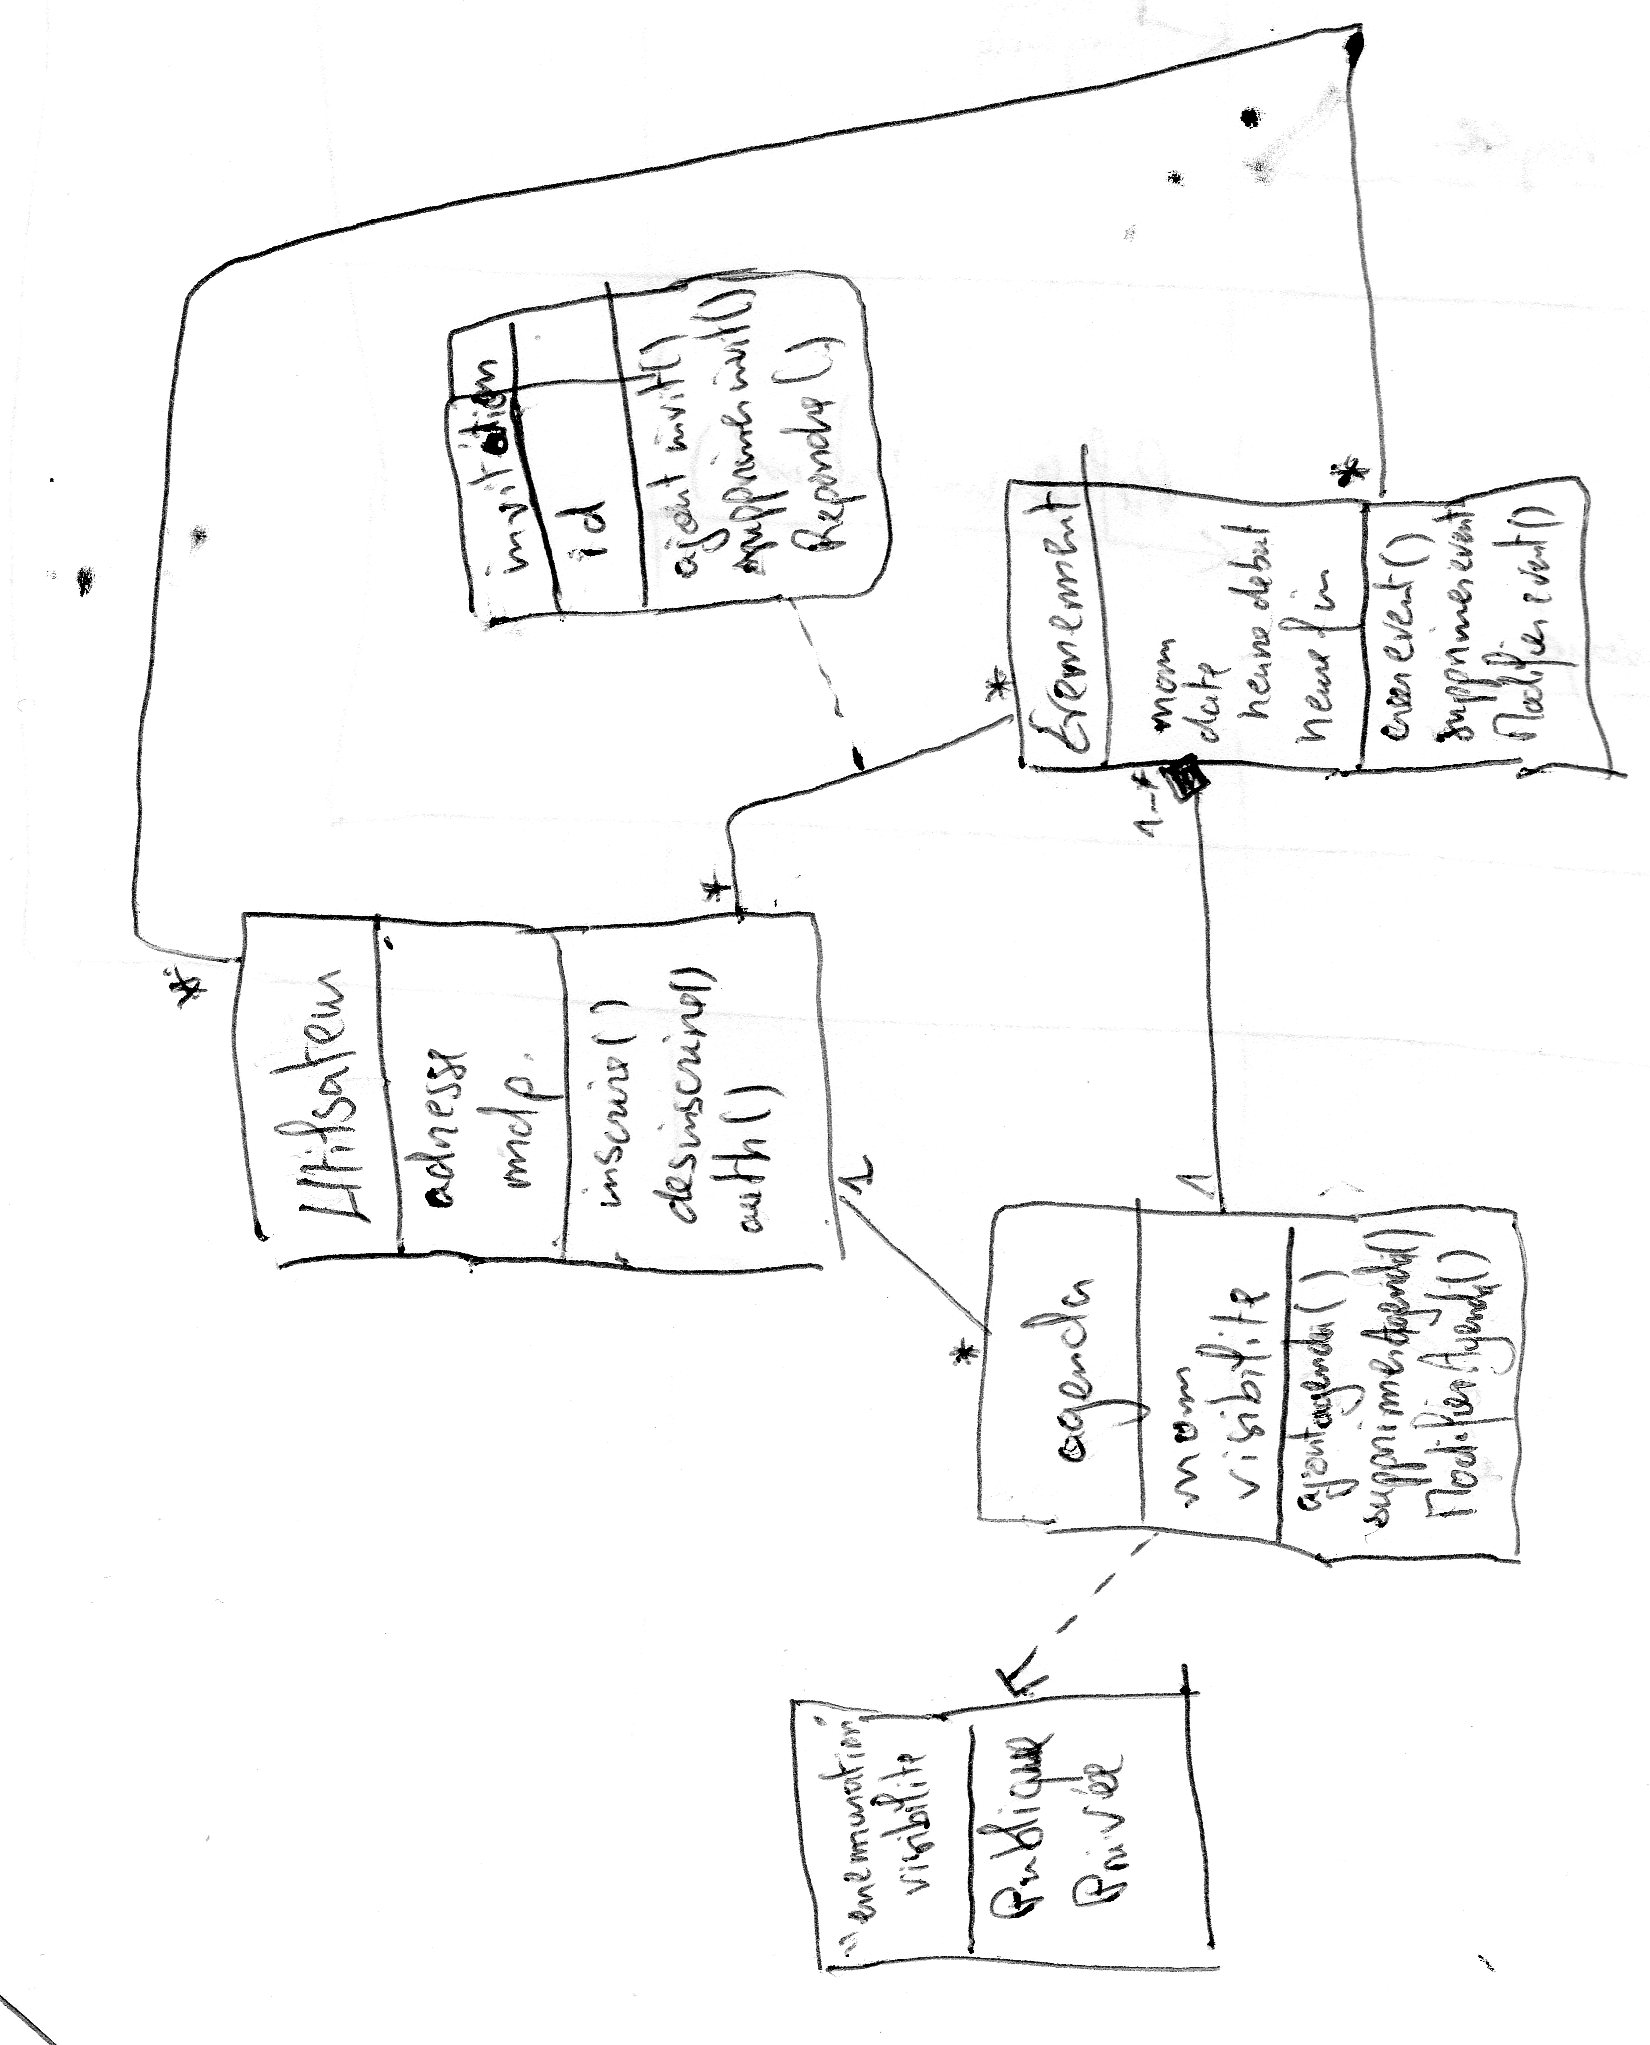 *
Utilsateur
adresse
mdp.
inscrire()
desinscrire()
auth()
*
1
invitation
id
ajout invit()
supprimer invit()
Repondre()
"enemuration"
visibilite
Publique
Privée
*
agenda
nom
visibilite
ajoutagenda()
supprimerAgenda()
ModifierAgenda()
1
1-*
*
Evenement
nom
date
heure debut
heure fin
*
creer event()
supprimer event
Modifier event()